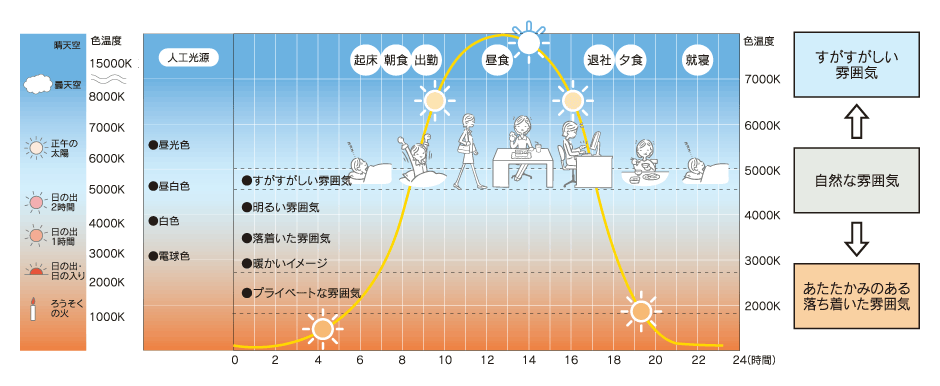 晴天空
曇天空
正午の
太陽
日の出
2時間
日の出
1時間
日の出・
日の入り
ろうそく
の火
色温度
15000K
8000K
7000K
6000K
5000K
4000K
3000K
2000K
1000K
人工光源
●昼光色
●昼白色
●白色
●電球色
起床
朝食
出勤
昼食
退社
夕食
就寝
●すがすがしい雰囲気
●明るい雰囲気
●落着いた雰囲気
●暖かいイメージ
●プライベートな雰囲気
0 2 4 6 8 10 12 14 16 18 20 22 24(時間)
色温度
7000K
6000K
5000K
4000K
3000K
2000K
すがすがしい
雰囲気
自然な雰囲気
あたたかみのある
落ち着いた雰囲気